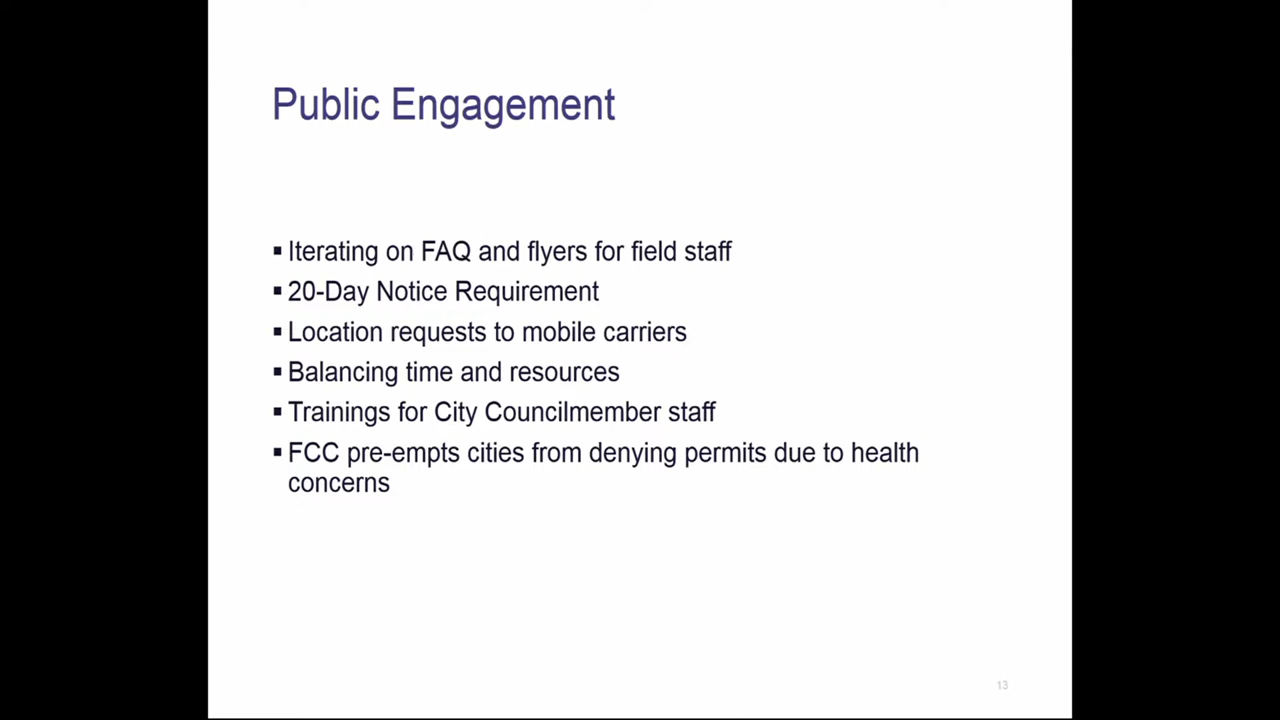 Public Engagement
▪ Iterating on FAQ and flyers for field staff
▪ 20-Day Notice Requirement
▪ Location requests to mobile carriers
▪ Balancing time and resources
▪ Trainings for City Councilmember staff
▪ FCC pre-empts cities from denying permits due to health
concerns
13